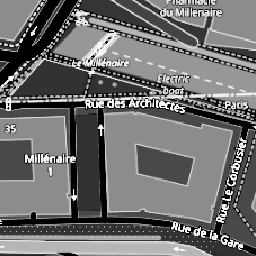 Pharmacie
du Millénaire
Le Millénaire
Electric
boat
Rue des Architectes
Paris
35
Millénaire
1
Rue Le Corbusier
Rue de la Gare